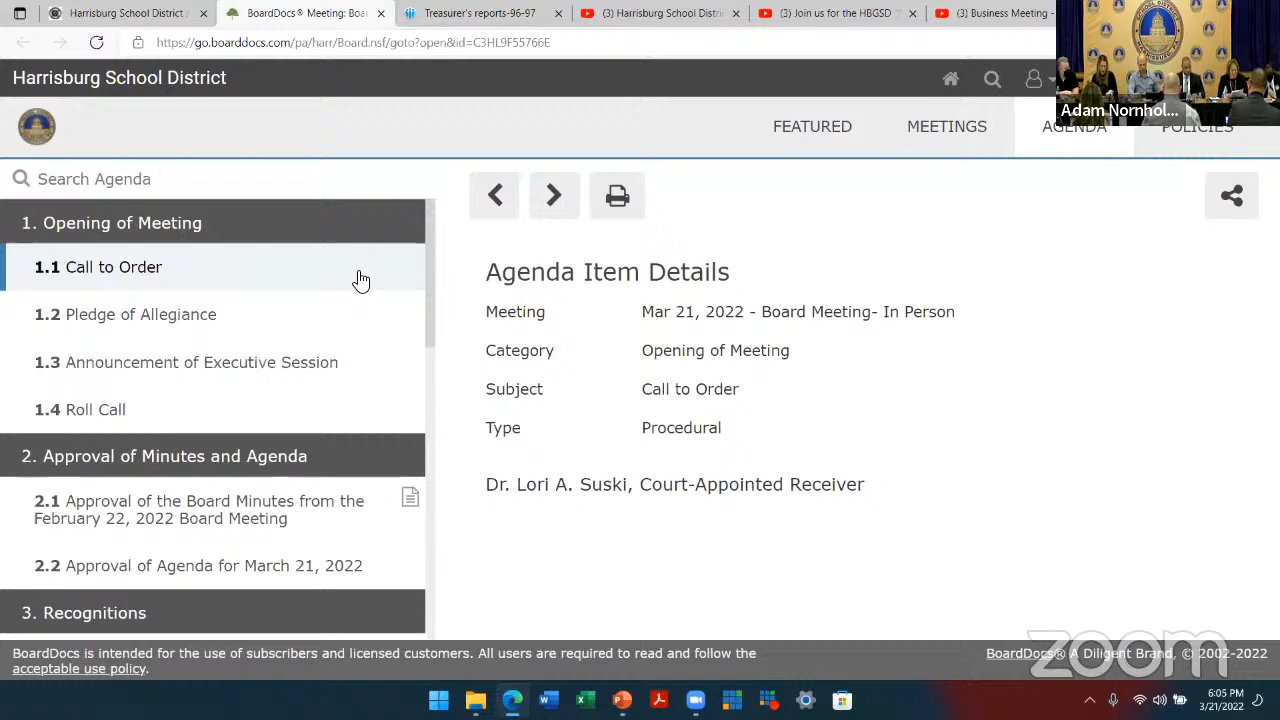 Harrisburg School District /
BoardDocs® Meeting: Boa
Treasurer's reports-96-97
(3) Harrisburg School Distri
(3) Join us for the HBGSD "
(3) Business Meeting -
https://go.boarddocs.com/pa/harr/Board.nsf/goto?open&id=C3HL9F55766E
Harrisburg School District
Adam Nornhol...
FEATURED
MEETINGS
AGENDA
POLICIES
Search Agenda
1. Opening of Meeting
1.1 Call to Order
1.2 Pledge of Allegiance
1.3 Announcement of Executive Session
1.4 Roll Call
2. Approval of Minutes and Agenda
2.1 Approval of the Board Minutes from the
February 22, 2022 Board Meeting
2.2 Approval of Agenda for March 21, 2022
3. Recognitions
Agenda Item Details
Meeting Mar 21, 2022 - Board Meeting- In Person
Category Opening of Meeting
Subject Call to Order
Type Procedural
Dr. Lori A. Suski, Court-Appointed Receiver
BoardDocs is intended for the use of subscribers and licensed customers. All users are required to read and follow the
acceptable use policy.
BoardDocs® A Diligent Brand, © 2002-2022
zoom
6:05 PM
3/21/2022